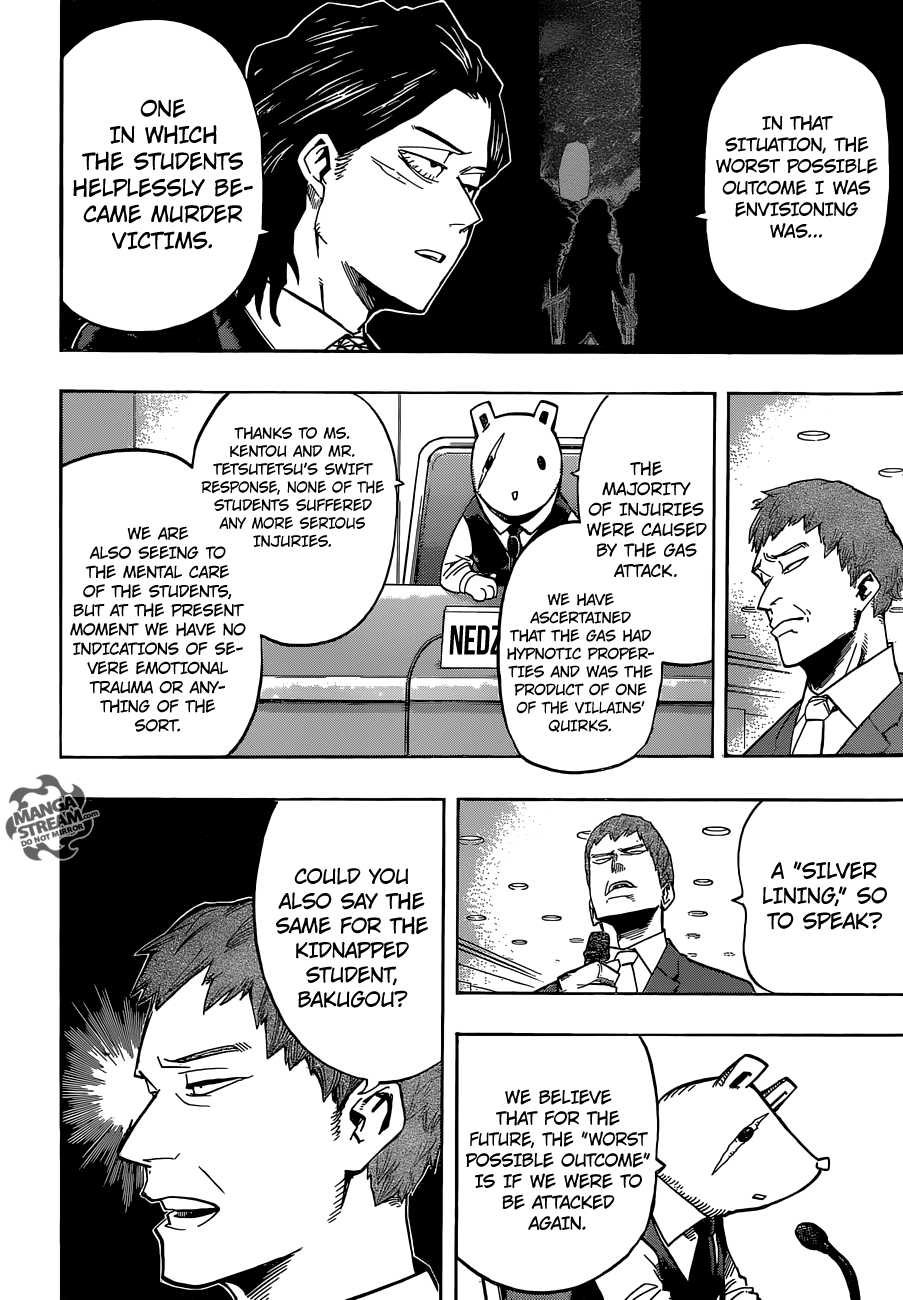 IN THAT
SITUATION, THE
WORST POSSIBLE
OUTCOME I WAS
ENVISIONING
WAS...
ONE
IN WHICH
THE STUDENTS
HELPLESSLY BE-
CAME MURDER
VICTIMS.
THE
MAJORITY
OF INJURIES
WERE CAUSED
BY THE GAS
ATTACK.
WE HAVE
ASCERTAINED
THAT THE GAS HAD
HYPNOTIC PROPER-
TIES AND WAS THE
PRODUCT OF ONE
OF THE VILLAINS'
QUIRKS.
NEDZ
THANKS TO MS.
KENTOU AND MR.
TETSUTETSU'S SWIFT
RESPONSE, NONE OF THE
STUDENTS SUFFERED
ANY MORE SERIOUS
INJURIES.
WE ARE
ALSO SEEING TO
THE MENTAL CARE
OF THE STUDENTS,
BUT AT THE PRESENT
MOMENT WE HAVE NO
INDICATIONS OF SE-
VERE EMOTIONAL
TRAUMA OR ANY-
THING OF THE
SORT.
A "SILVER
LINING," SO
TO SPEAK?
WE BELIEVE
THAT FOR THE
FUTURE, THE "WORST
POSSIBLE OUTCOME"
IS IF WE WERE TO
BE ATTACKED
AGAIN.
COULD YOU
ALSO SAY THE
SAME FOR THE
KIDNAPPED
STUDENT,
BAKUGOU?
MANGA
STREAM.com
DO NOT MIRROR